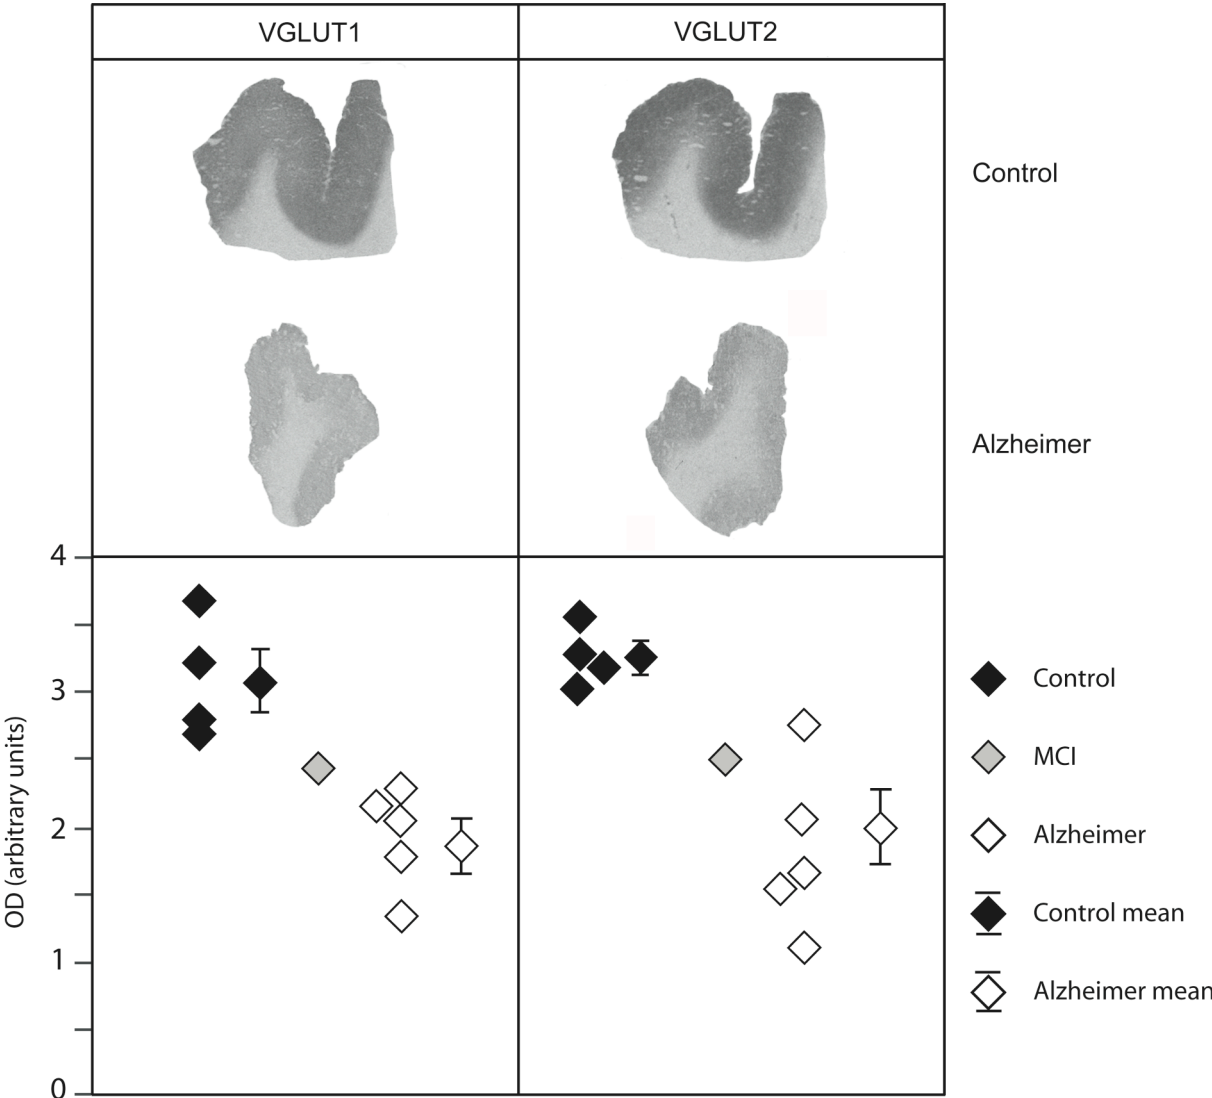 VGLUT1
VGLUT2
Control
Alzheimer
4
3
2
1
0
OD (arbitrary units)
Control
MCI
Alzheimer
Control mean
Alzheimer mean